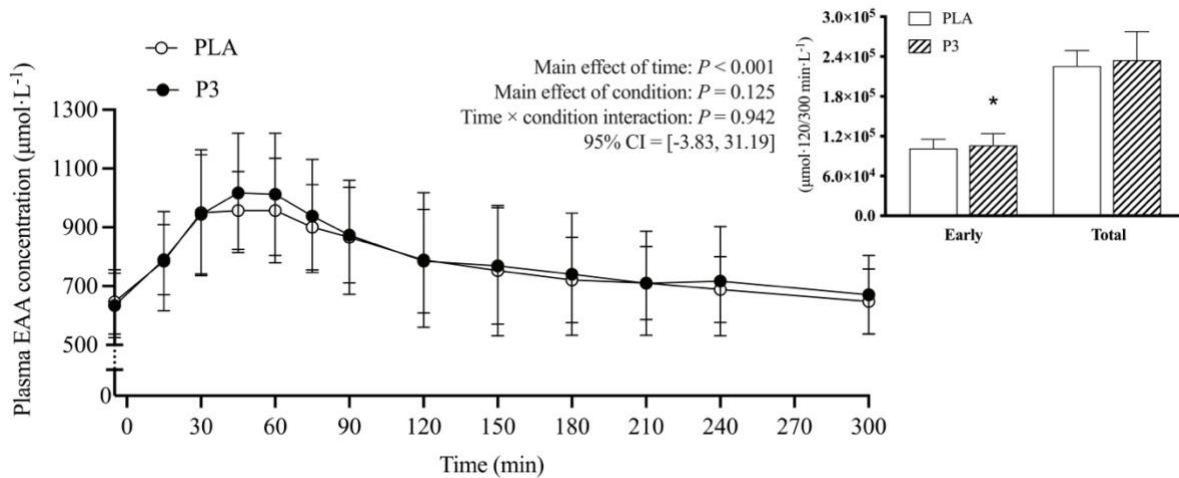 PLA
P3
Main effect of time: P < 0.001
Main effect of condition: P = 0.125
Time × condition interaction: P = 0.942
95% CI = [-3.83, 31.19]
Plasma EAA concentration (µmol·L⁻¹)
1300
1100
900
700
500
0
0 30 60 90 120 150 180 210 240 270 300
Time (min)
PLA
P3
(µmol·120/300 min·L⁻¹)
3.0×10⁵
2.4×10⁵
1.8×10⁵
1.2×10⁵
6.0×10⁴
0.0
*
Early Total